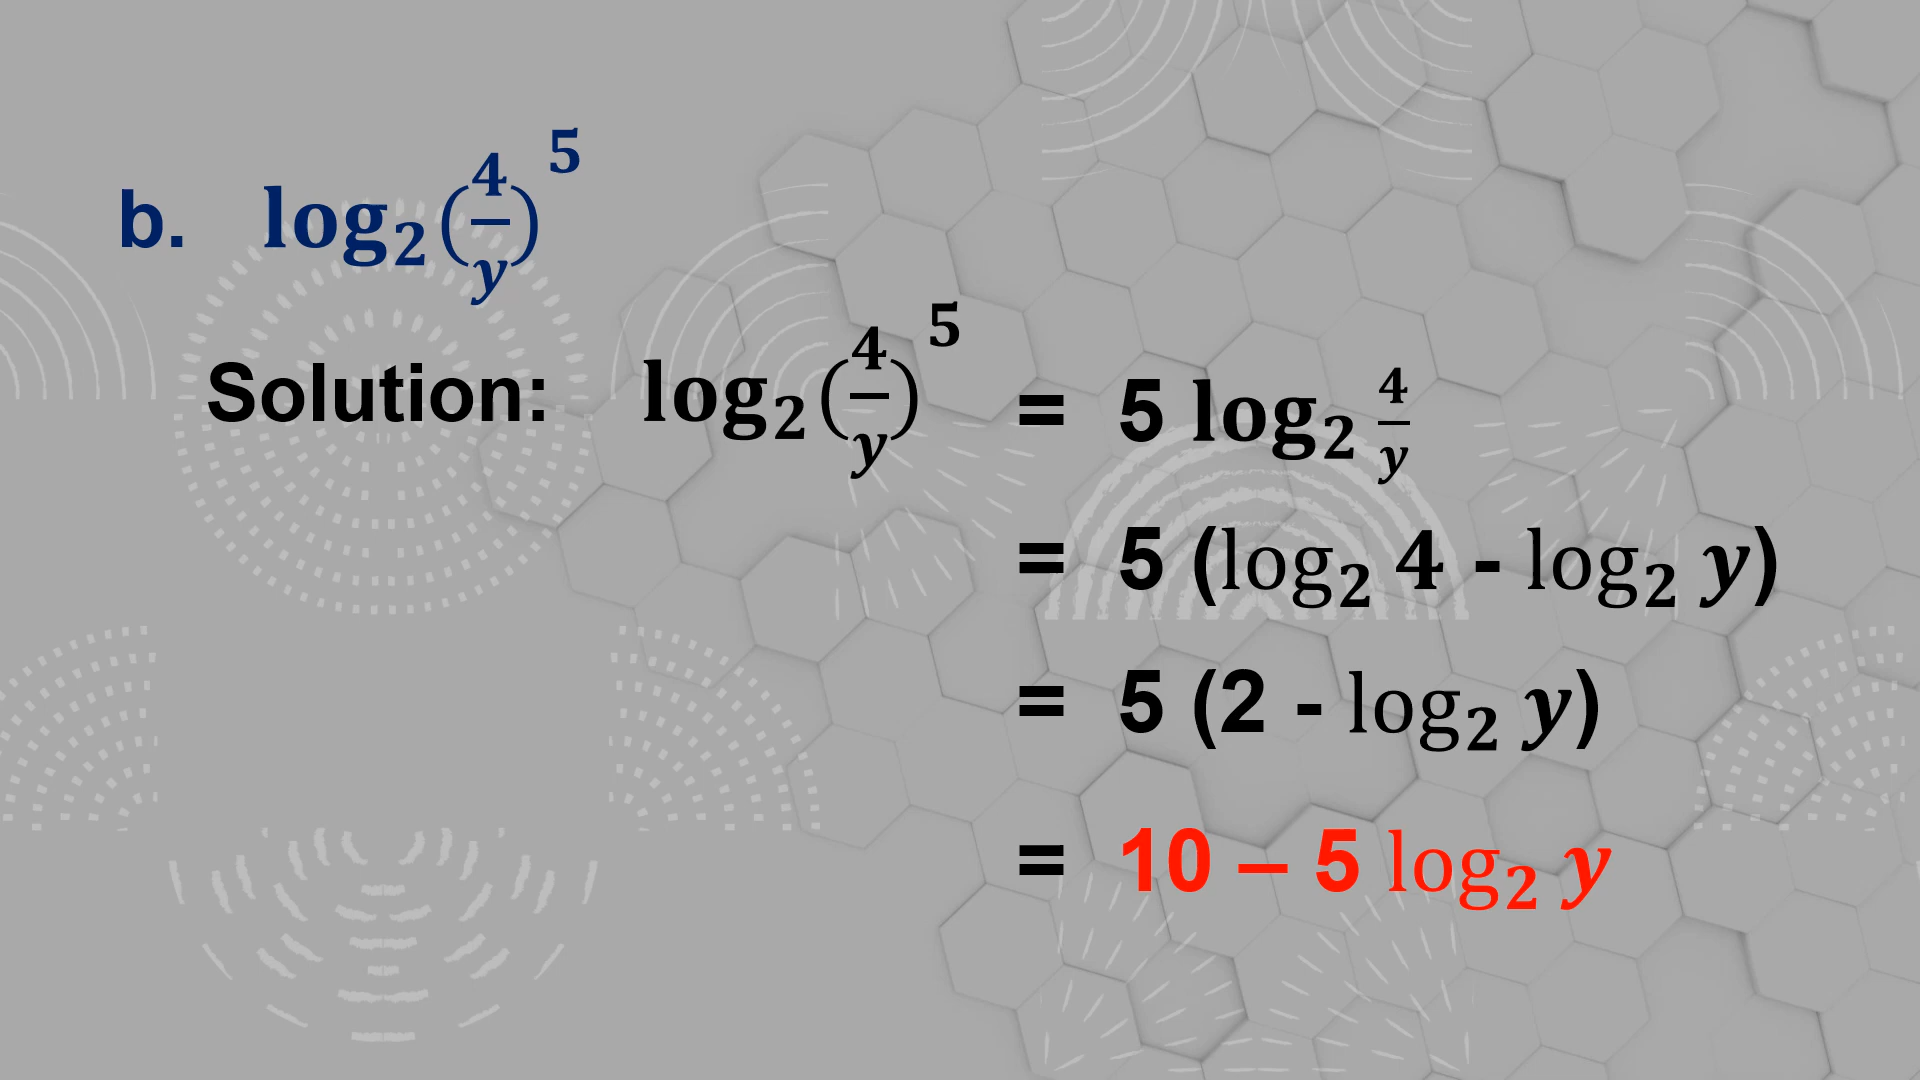 b. log₂(4/y)⁵
Solution: log₂(4/y)⁵ = 5 log₂ 4/y
= 5 (log₂ 4 - log₂ y)
= 5 (2 - log₂ y)
= 10 – 5 log₂ y